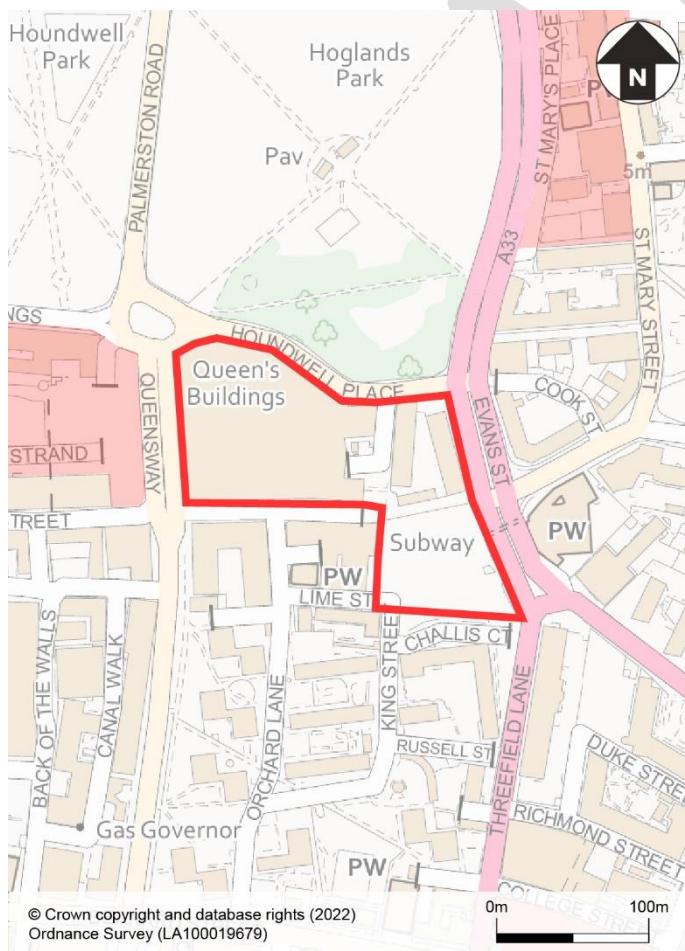 Houndwell
Park
Hoglands
Park
N
PALMERSTON ROAD
ST MARY'S PLACE
Pav
5m
A33
ST MARY STREET
NGS
HOUNDWELL PLACE
Queen's
Buildings
QUEENSWAY
COOK ST
EVANS ST
STRAND
TREET
Subway
PW
PW
LIME ST
KING STREET
CHALLIS CT
BACK OF THE WALLS
CANAL WALK
ORCHARD LANE
RUSSELL ST
THREEFIELD LANE
DUKE STREE
RICHMOND STREET
Gas Governor
PW
COLLEGE STREE
© Crown copyright and database rights (2022)
Ordnance Survey (LA100019679)
0m 100m